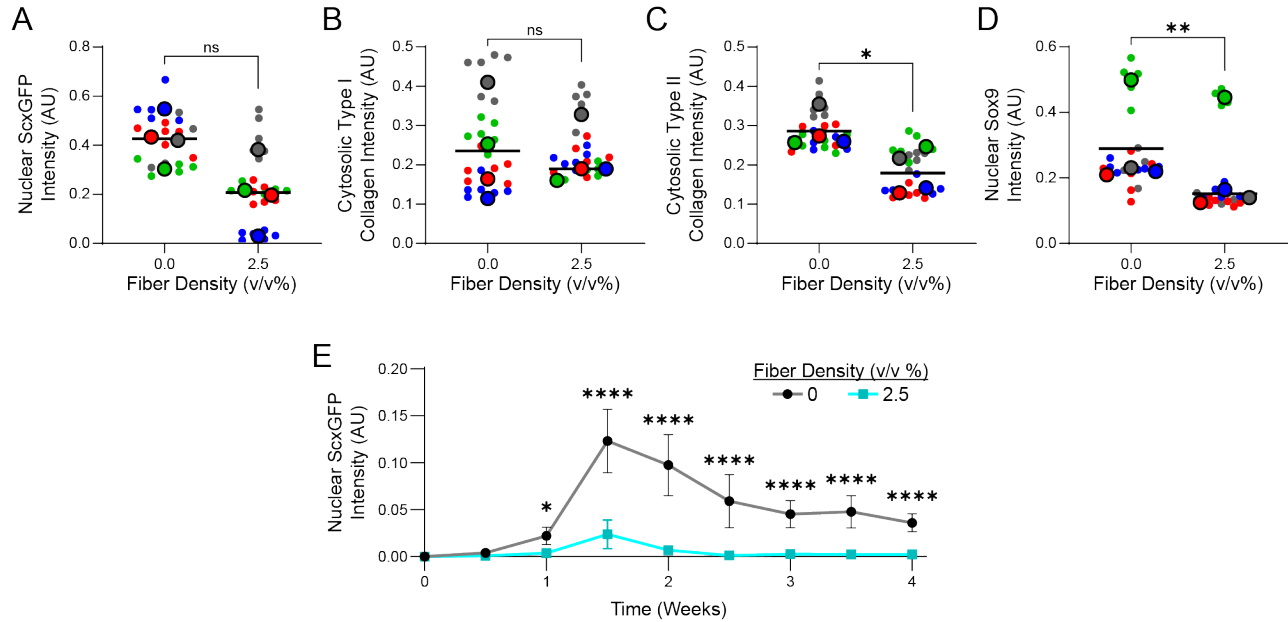 A
Nuclear ScxGFP
Intensity (AU)
0.8
0.6
0.4
0.2
0.0
ns
0.0
2.5
Fiber Density (v/v%)
B
Cytosolic Type I
Collagen Intensity (AU)
0.5
0.4
0.3
0.2
0.1
0.0
ns
0.0
2.5
Fiber Density (v/v%)
C
Cytosolic Type II
Collagen Intensity (AU)
0.5
0.4
0.3
0.2
0.1
0.0
*
0.0
2.5
Fiber Density (v/v%)
D
Nuclear Sox9
Intensity (AU)
0.6
0.4
0.2
0.0
**
0.0
2.5
Fiber Density (v/v%)
E
Nuclear ScxGFP
Intensity (AU)
0.20
0.15
0.10
0.05
0.00
Fiber Density (v/v %)
0
2.5
*
****
****
****
****
****
****
0
1
2
3
4
Time (Weeks)